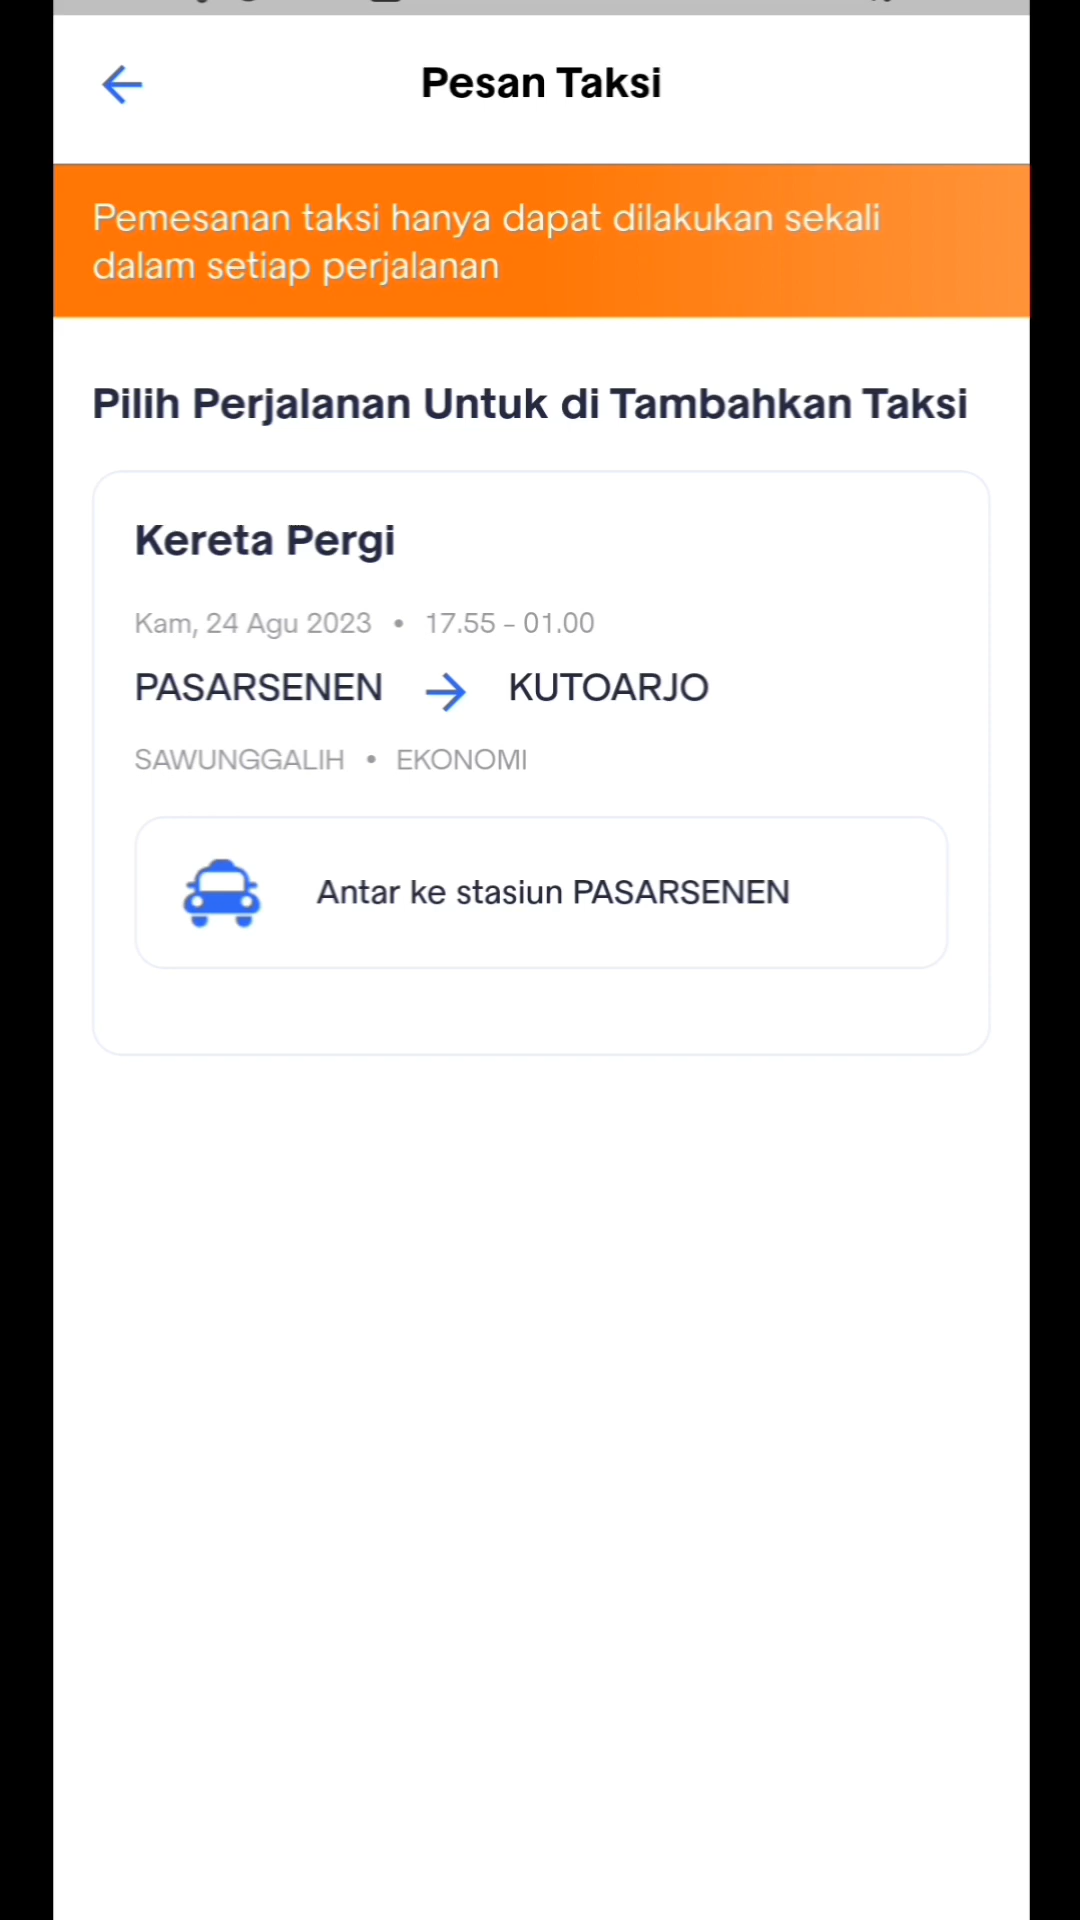 Pesan Taksi
Pemesanan taksi hanya dapat dilakukan sekali
dalam setiap perjalanan
Pilih Perjalanan Untuk di Tambahkan Taksi
Kereta Pergi
Kam, 24 Agu 2023 • 17.55 - 01.00
PASARSENEN → KUTOARJO
SAWUNGGALIH • EKONOMI
Antar ke stasiun PASARSENEN